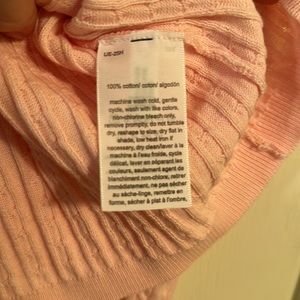 100% cotton/ coton/ algodón
machine wash cold, gentle
cycle, wash with like colors.
non-chlorine bleach only,
remove promptly, do not tumble
dry, reshape to size, dry flat in
shade, low heat iron if
necessary, dry clean/laver à la
machine à l'eau froide, cycle
délicat, laver en séparant les
couleurs, seulement agent de
blanchiment non-chlore, retirer
immédiatement, ne pas sécher
au sèche-linge, remettre en
forme, sécher à plat à l'ombre,